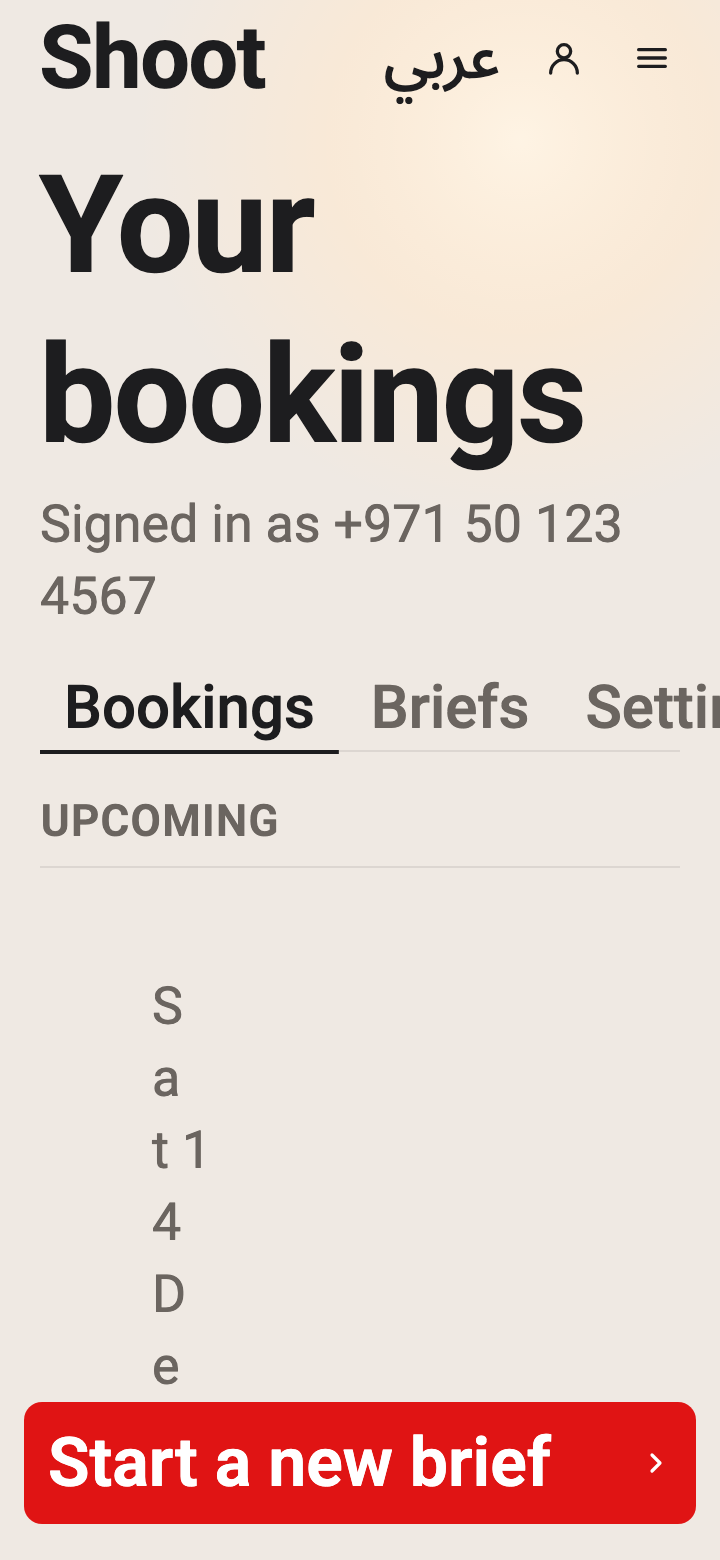 Shoot
عربي
Your
bookings
Signed in as +971 50 123
4567
Bookings Briefs Settin
UPCOMING
S
a
t 1
4
D
e
Start a new brief